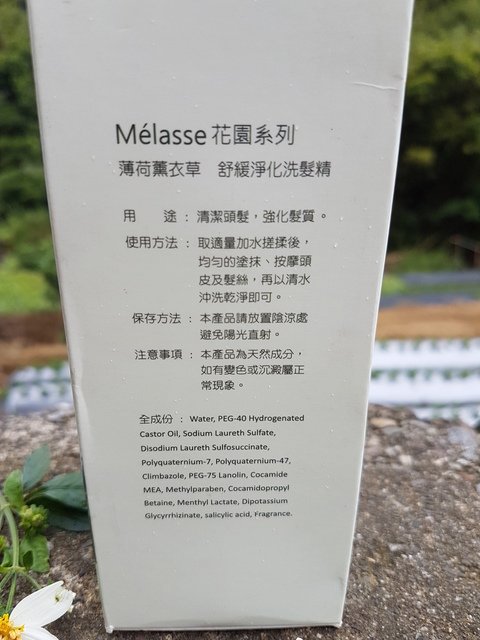 Mélasse 花園系列
薄荷薰衣草 舒緩淨化洗髮精
用 途：清潔頭髮，強化髮質。
使用方法：取適量加水搓揉後，
均勻的塗抹、按摩頭
皮及髮絲，再以清水
沖洗乾淨即可。
保存方法：本產品請放置陰涼處
避免陽光直射。
注意事項：本產品為天然成分，
如有變色或沉澱屬正
常現象。
全成份：Water, PEG-40 Hydrogenated
Castor Oil, Sodium Laureth Sulfate,
Disodium Laureth Sulfosuccinate,
Polyquaternium-7, Polyquaternium-47,
Climbazole, PEG-75 Lanolin, Cocamide
MEA, Methylparaben, Cocamidopropyl
Betaine, Menthyl Lactate, Dipotassium
Glycyrrhizinate, salicylic acid, Fragrance.